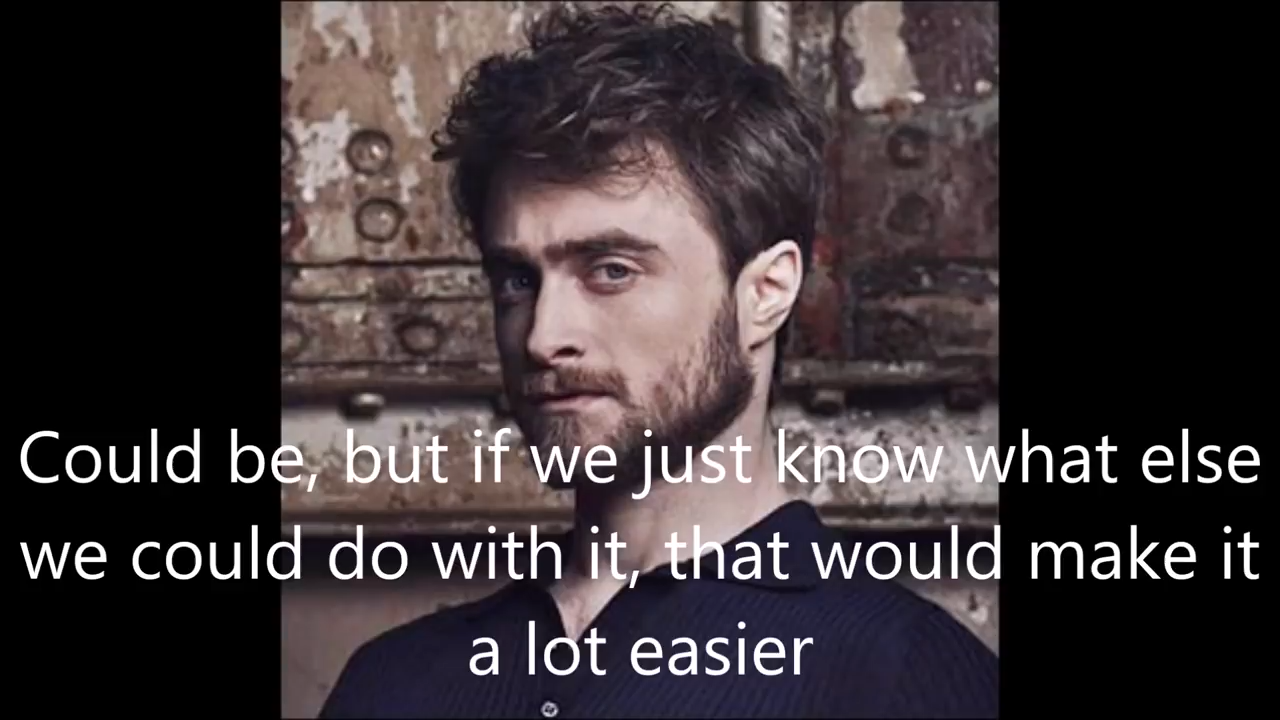 Could be, but if we just know what else
we could do with it, that would make it
a lot easier